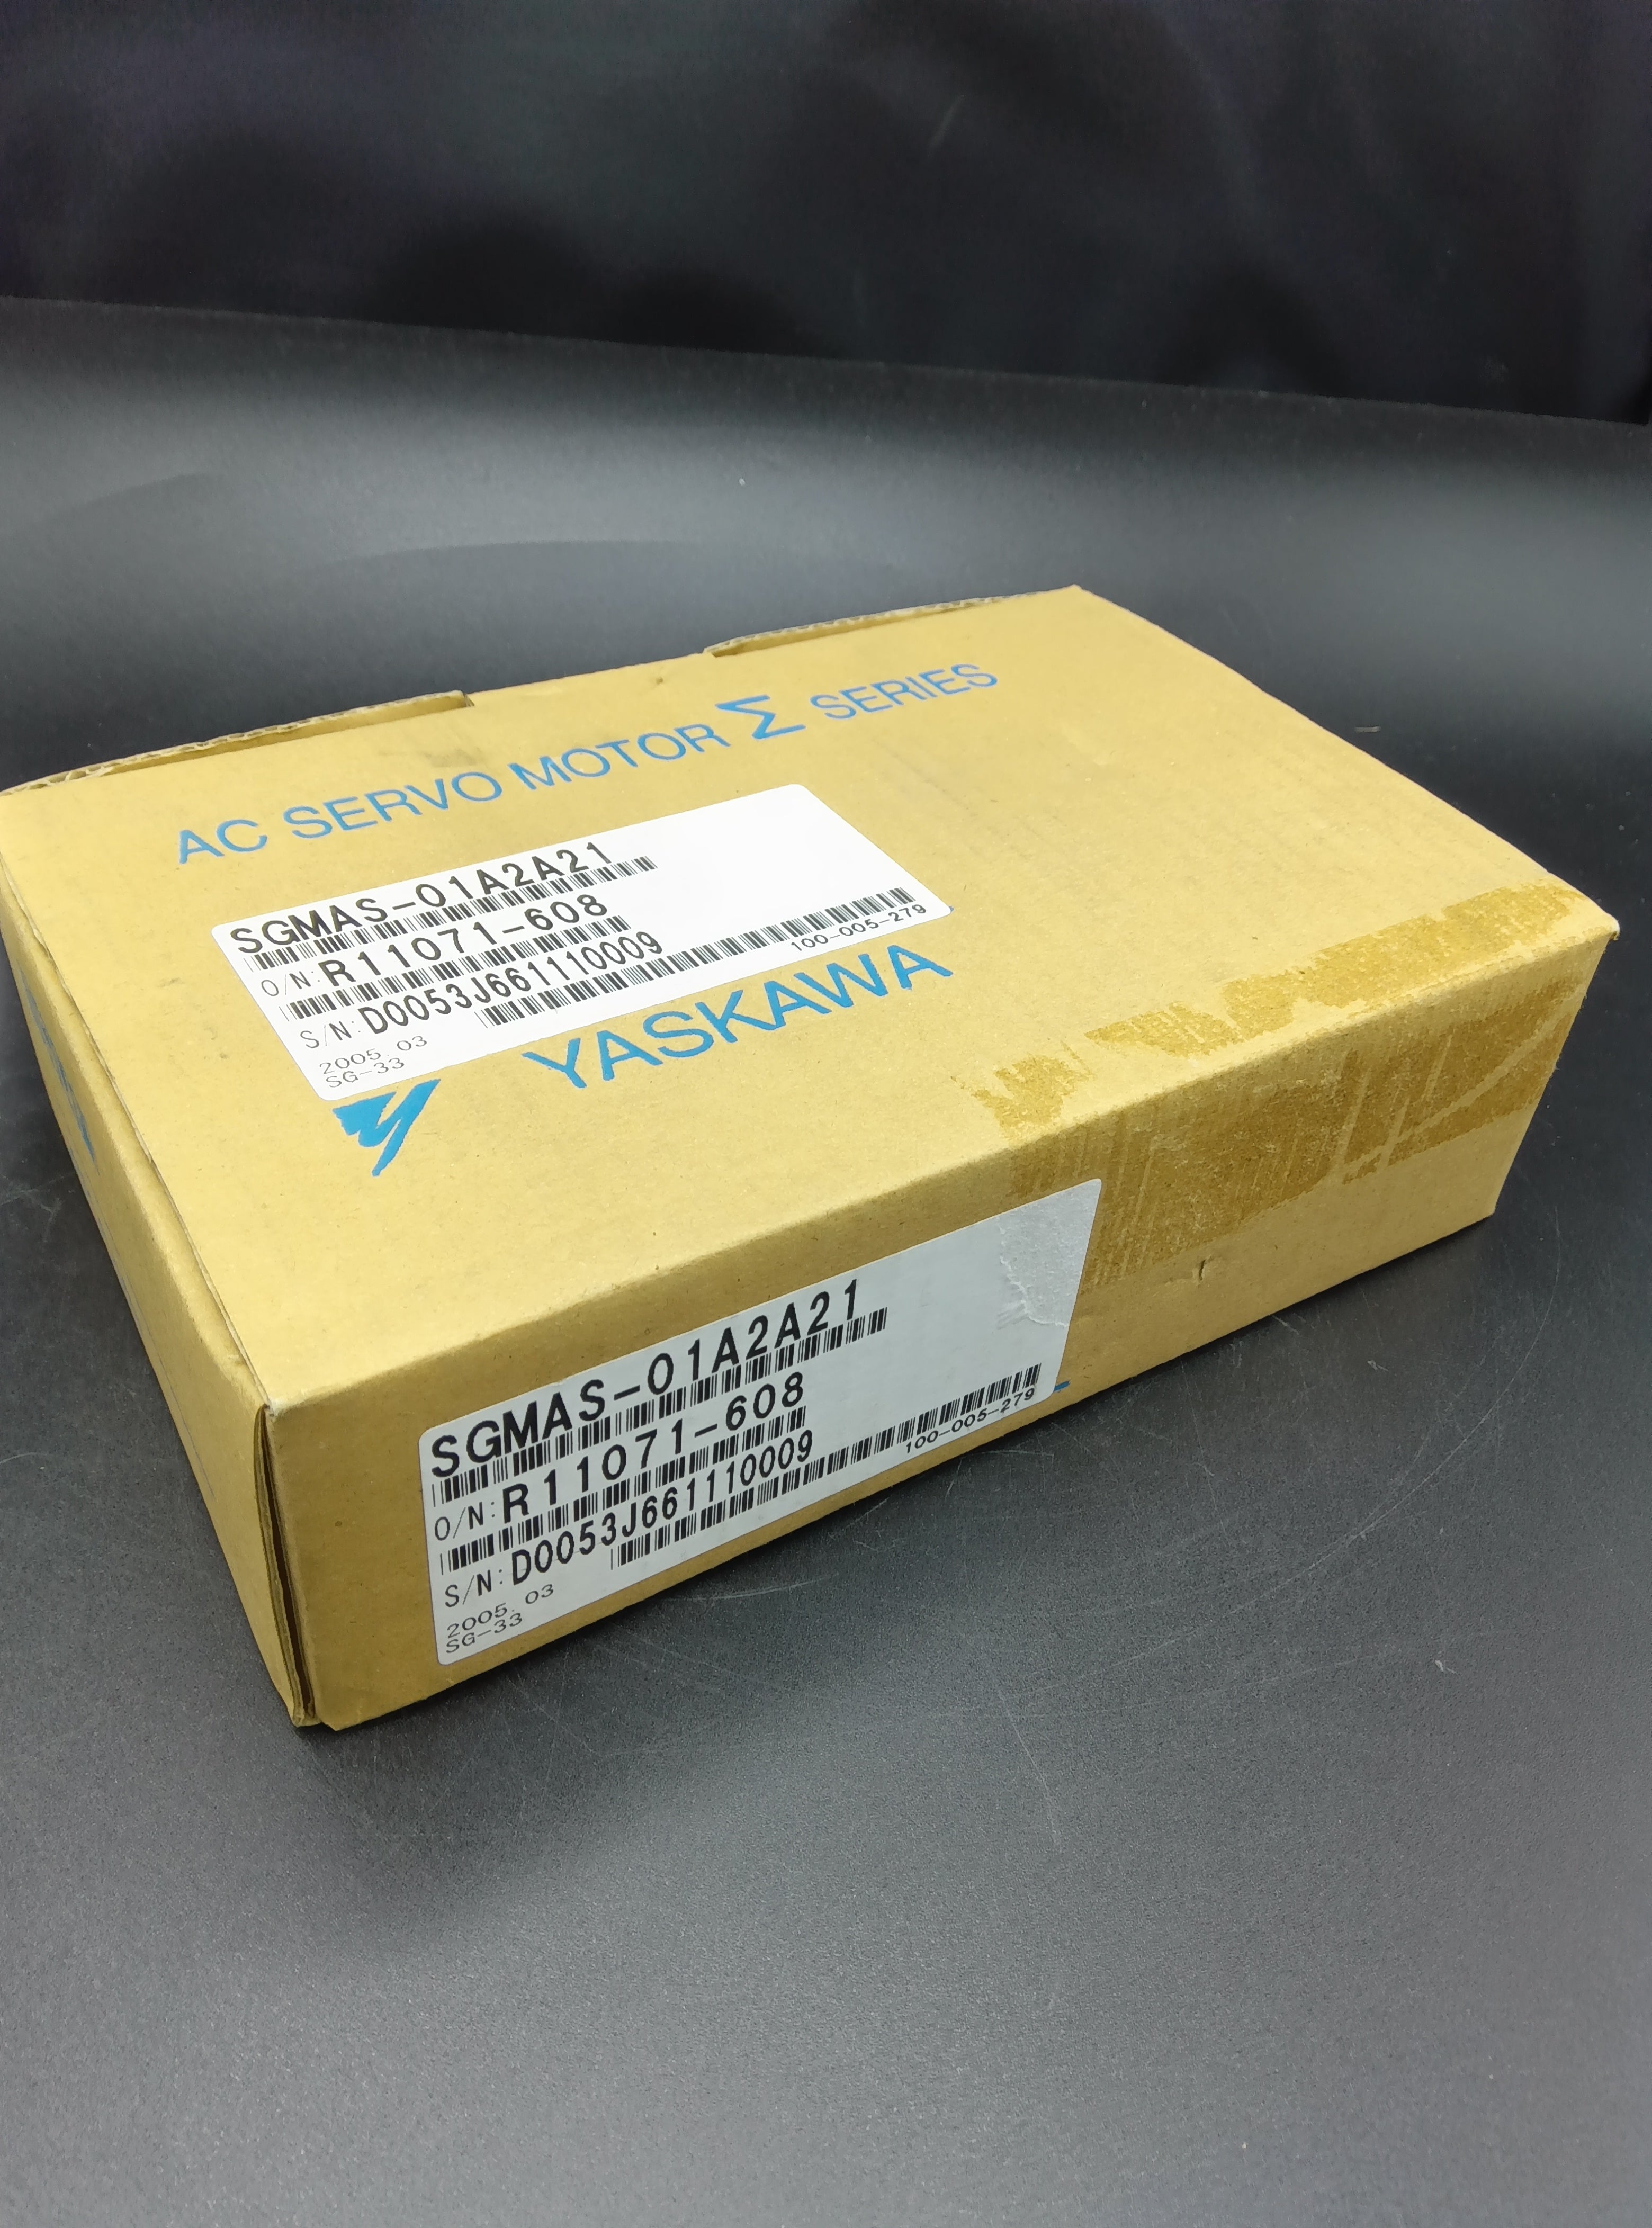 AC SERVO MOTOR Σ SERIES
SGMAS-01A2A21
O/N: R11071-608
S/N: D0053J661110009
100-005-279
2005. 03
SG-33
YASKAWA
SGMAS-01A2A21
O/N: R11071-608
S/N: D0053J661110009
100-005-279
2005. 03
SG-33